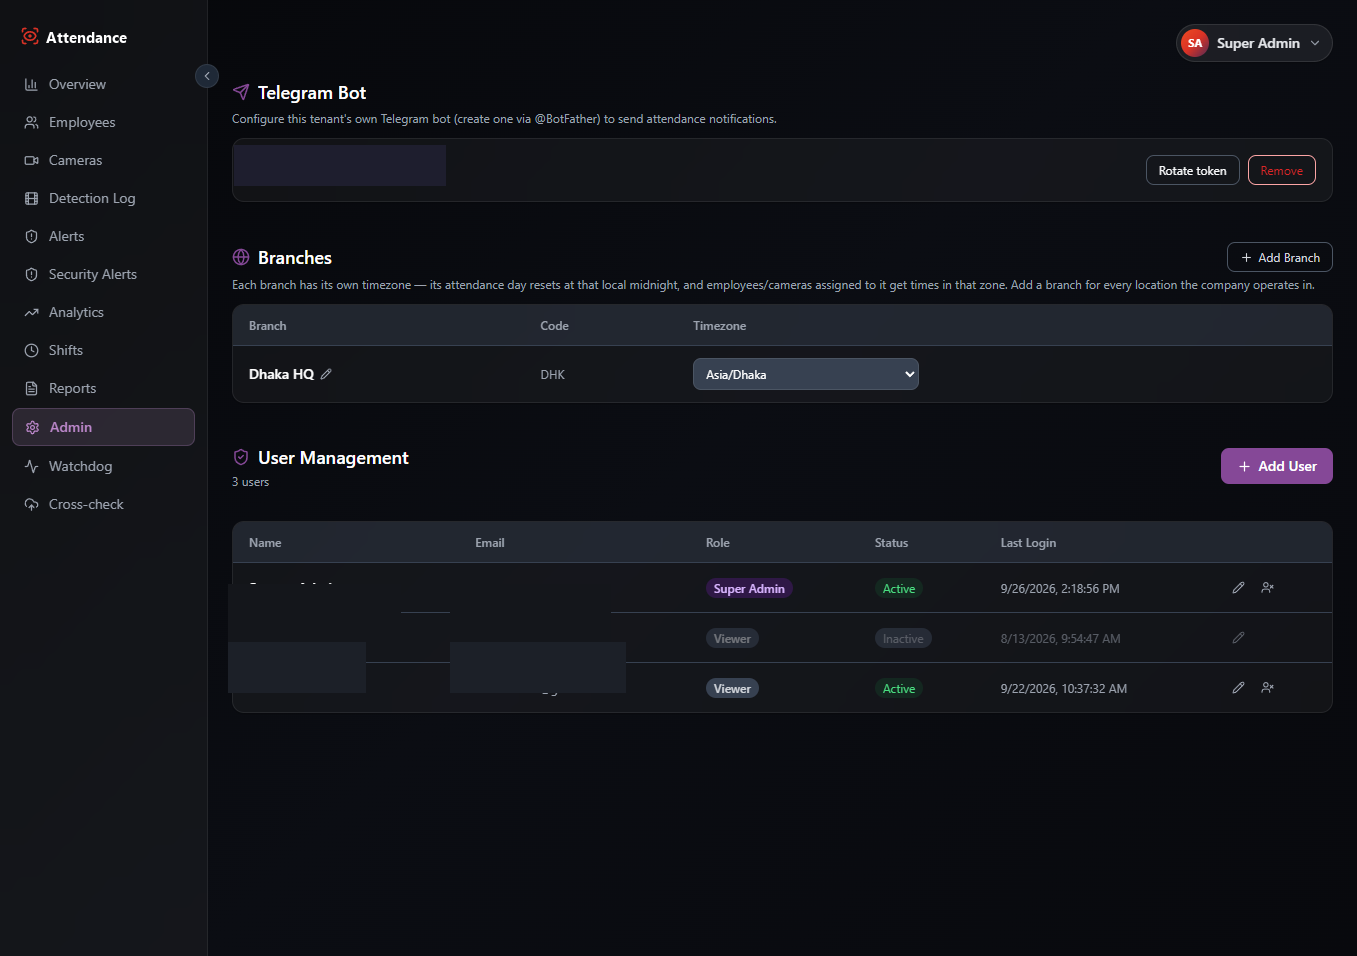 Attendance
Super Admin
SA
Overview
Employees
Cameras
Detection Log
Alerts
Security Alerts
Analytics
Shifts
Reports
Admin
Watchdog
Cross-check
Telegram Bot
Configure this tenant's own Telegram bot (create one via @BotFather) to send attendance notifications.
Rotate token
Remove
Branches
Add Branch
Each branch has its own timezone — its attendance day resets at that local midnight, and employees/cameras assigned to it get times in that zone. Add a branch for every location the company operates in.
Branch Code Timezone
Dhaka HQ DHK Asia/Dhaka
User Management
3 users
Add User
Name Email Role Status Last Login
Super Admin Active 9/26/2026, 2:18:56 PM
Viewer Inactive 8/13/2026, 9:54:47 AM
Viewer Active 9/22/2026, 10:37:32 AM